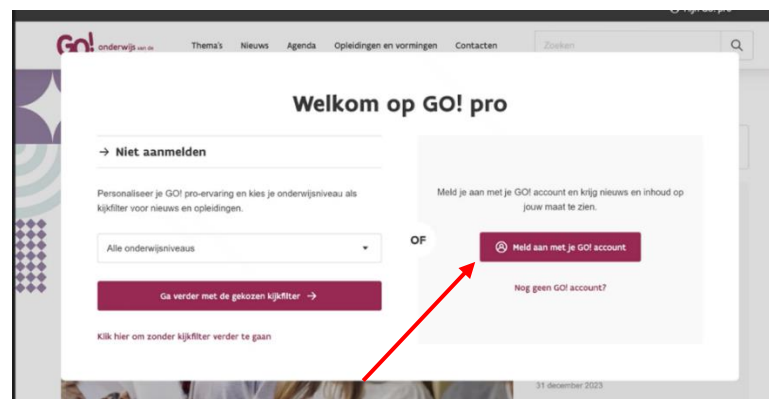 GO! onderwijs van de
Thema's Nieuws Agenda Opleidingen en vormingen Contacten Zoeken
Welkom op GO! pro
→ Niet aanmelden
Personaliseer je GO! pro-ervaring en kies je onderwijsniveau als
kijkfilter voor nieuws en opleidingen.
Alle onderwijsniveaus
Ga verder met de gekozen kijkfilter →
Klik hier om zonder kijkfilter verder te gaan
OF
Meld je aan met je GO! account en krijg nieuws en inhoud op
jouw maat te zien.
Meld aan met je GO! account
Nog geen GO! account?
31 december 2023